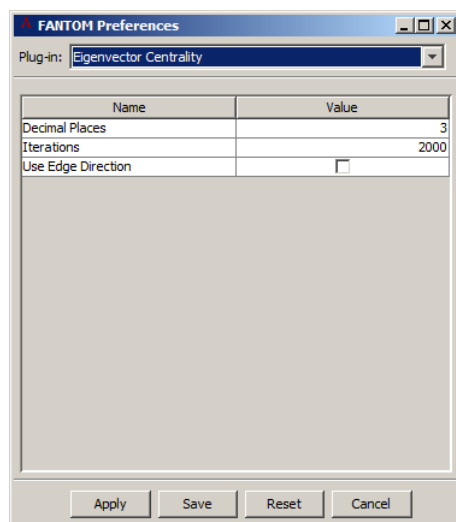 FANTOM Preferences
Plug-in: Eigenvector Centrality
Name Value
Decimal Places 3
Iterations 2000
Use Edge Direction
Apply Save Reset Cancel